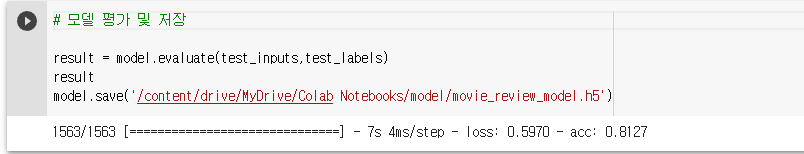 # 모델 평가 및 저장
result = model.evaluate(test_inputs,test_labels)
result
model.save('/content/drive/MyDrive/Colab Notebooks/model/movie_review_model.h5')
1563/1563 [==============================] - 7s 4ms/step - loss: 0.5970 - acc: 0.8127